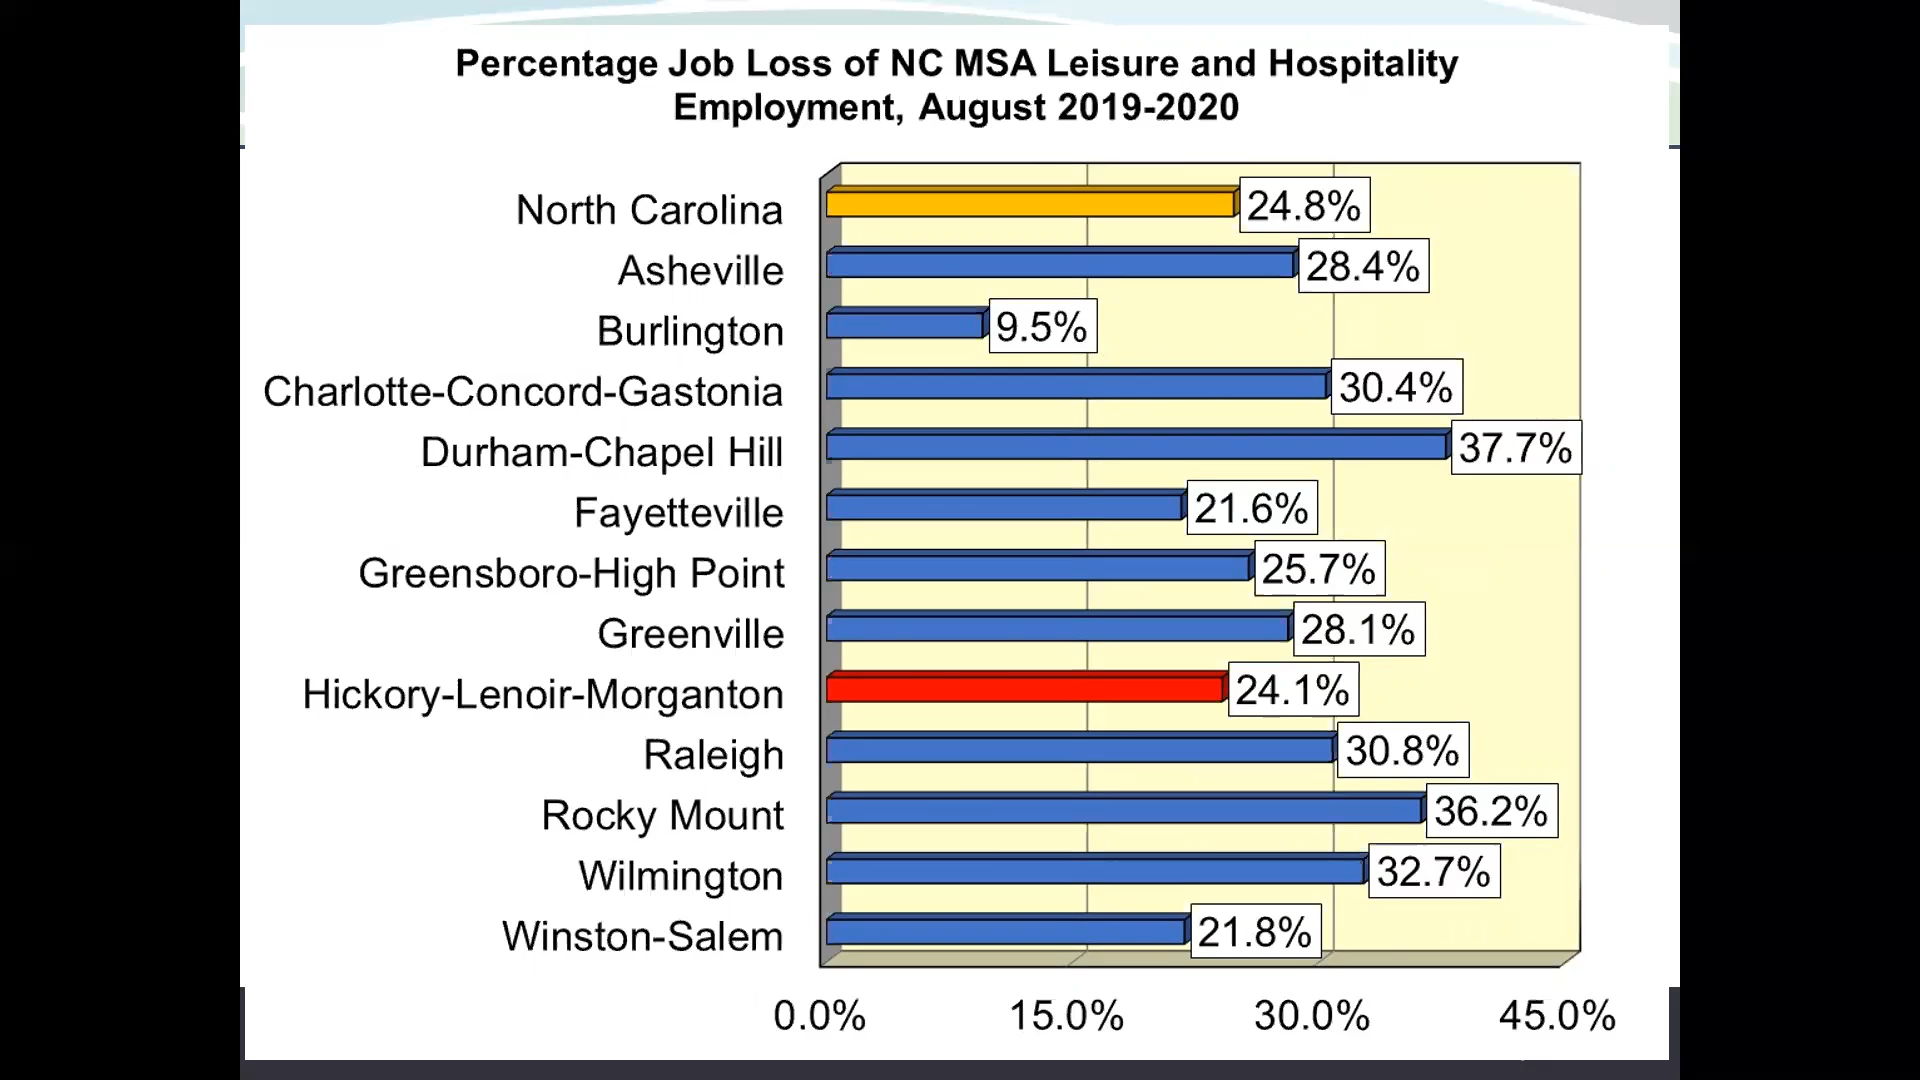 Percentage Job Loss of NC MSA Leisure and Hospitality
Employment, August 2019-2020
North Carolina 24.8%
Asheville 28.4%
Burlington 9.5%
Charlotte-Concord-Gastonia 30.4%
Durham-Chapel Hill 37.7%
Fayetteville 21.6%
Greensboro-High Point 25.7%
Greenville 28.1%
Hickory-Lenoir-Morganton 24.1%
Raleigh 30.8%
Rocky Mount 36.2%
Wilmington 32.7%
Winston-Salem 21.8%
0.0% 15.0% 30.0% 45.0%